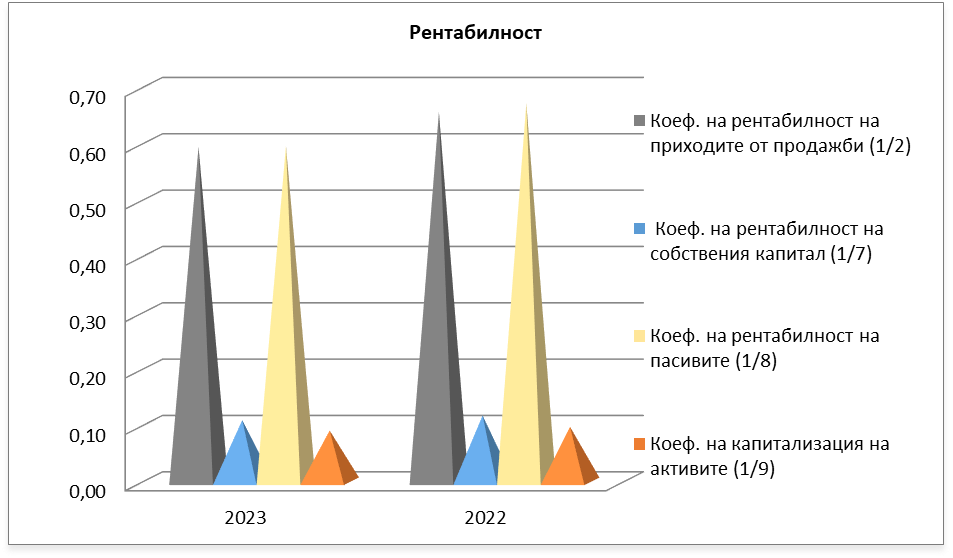 Рентабилност
0,70
0,60
0,50
0,40
0,30
0,20
0,10
0,00
2023
2022
Коеф. на рентабилност на
приходите от продажби (1/2)
Коеф. на рентабилност на
собствения капитал (1/7)
Коеф. на рентабилност на
пасивите (1/8)
Коеф. на капитализация на
активите (1/9)